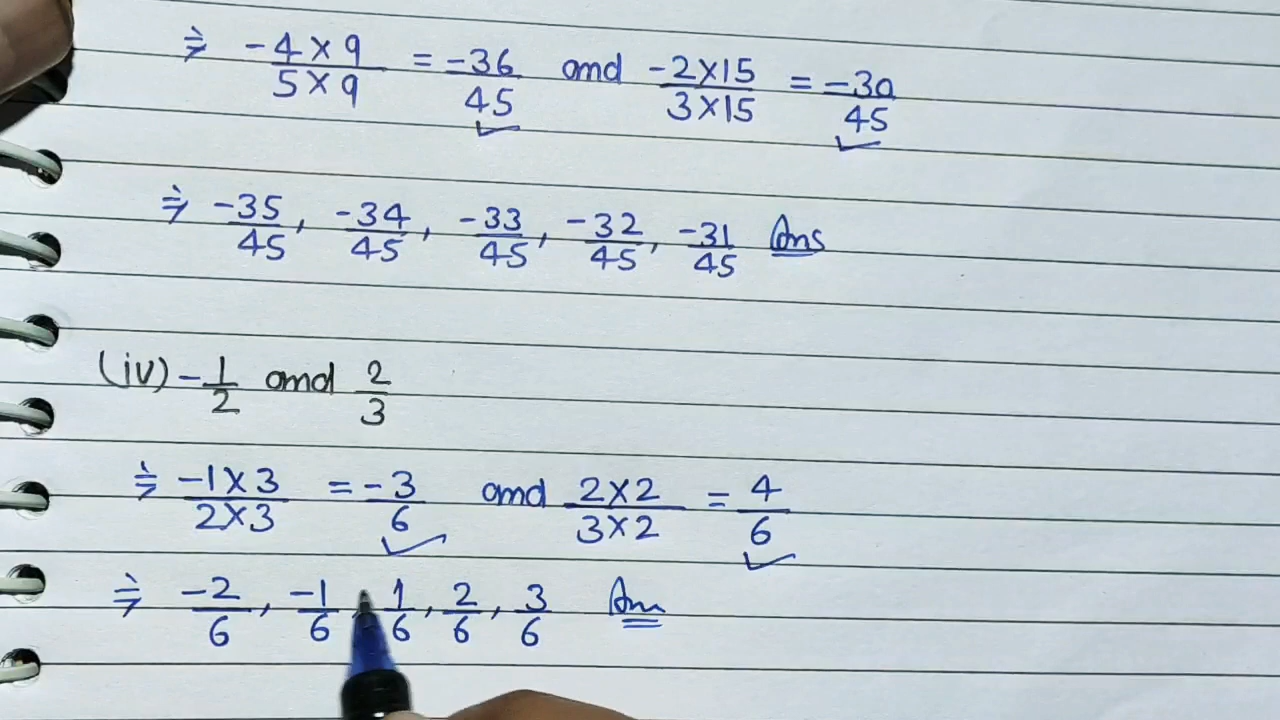 ⇒ -4×9/5×9 = -36/45 and -2×15/3×15 = -30/45
⇒ -35/45, -34/45, -33/45, -32/45, -31/45 Ans
(iv) -1/2 and 2/3
⇒ -1×3/2×3 = -3/6 and 2×2/3×2 = 4/6
⇒ -2/6, -1/6, 1/6, 2/6, 3/6 Ans